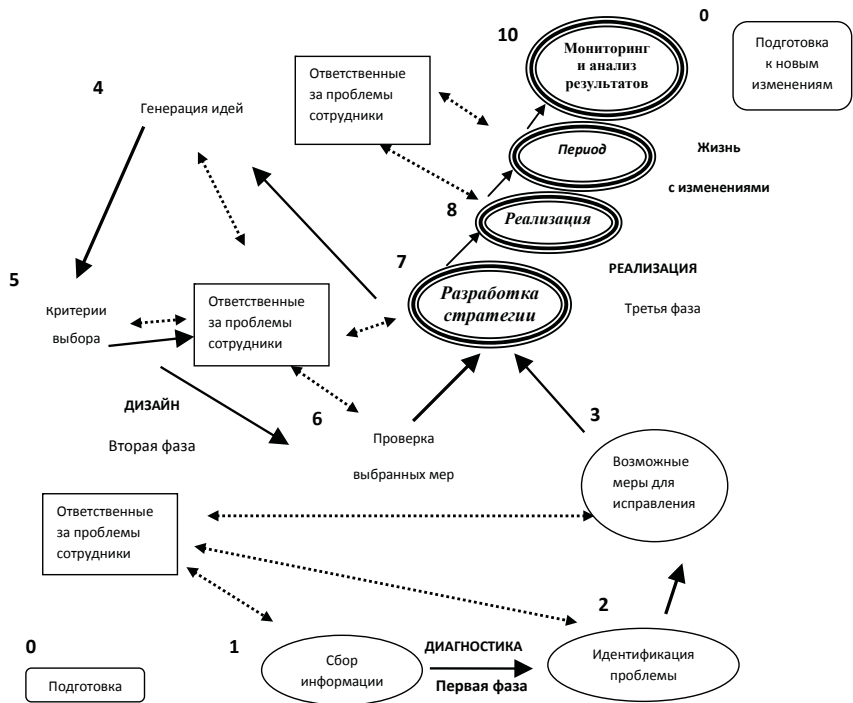 10
Мониторинг
и анализ
результатов
0
Подготовка
к новым
изменениям
4
Генерация идей
Ответственные
за проблемы
сотрудники
Период
Жизнь
с изменениями
8
Реализация
7
Разработка
стратегии
РЕАЛИЗАЦИЯ
Третья фаза
5
критерии
выбора
Ответственные
за проблемы
сотрудники
ДИЗАЙН
Вторая фаза
6
Проверка
выбранных мер
3
Возможные
меры для
исправления
Ответственные
за проблемы
сотрудники
0
Подготовка
1
Сбор
информации
ДИАГНОСТИКА
Первая фаза
2
Идентификация
проблемы